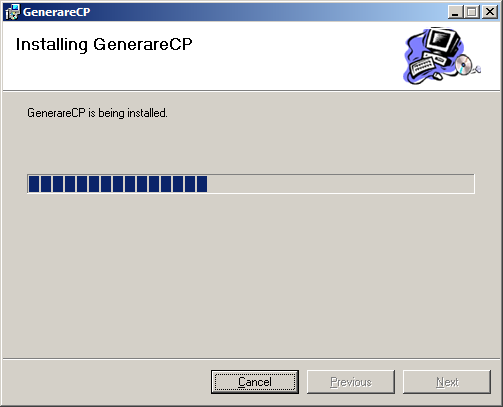 GenerareCP
Installing GenerareCP
GenerareCP is being installed.
Cancel
Previous
Next